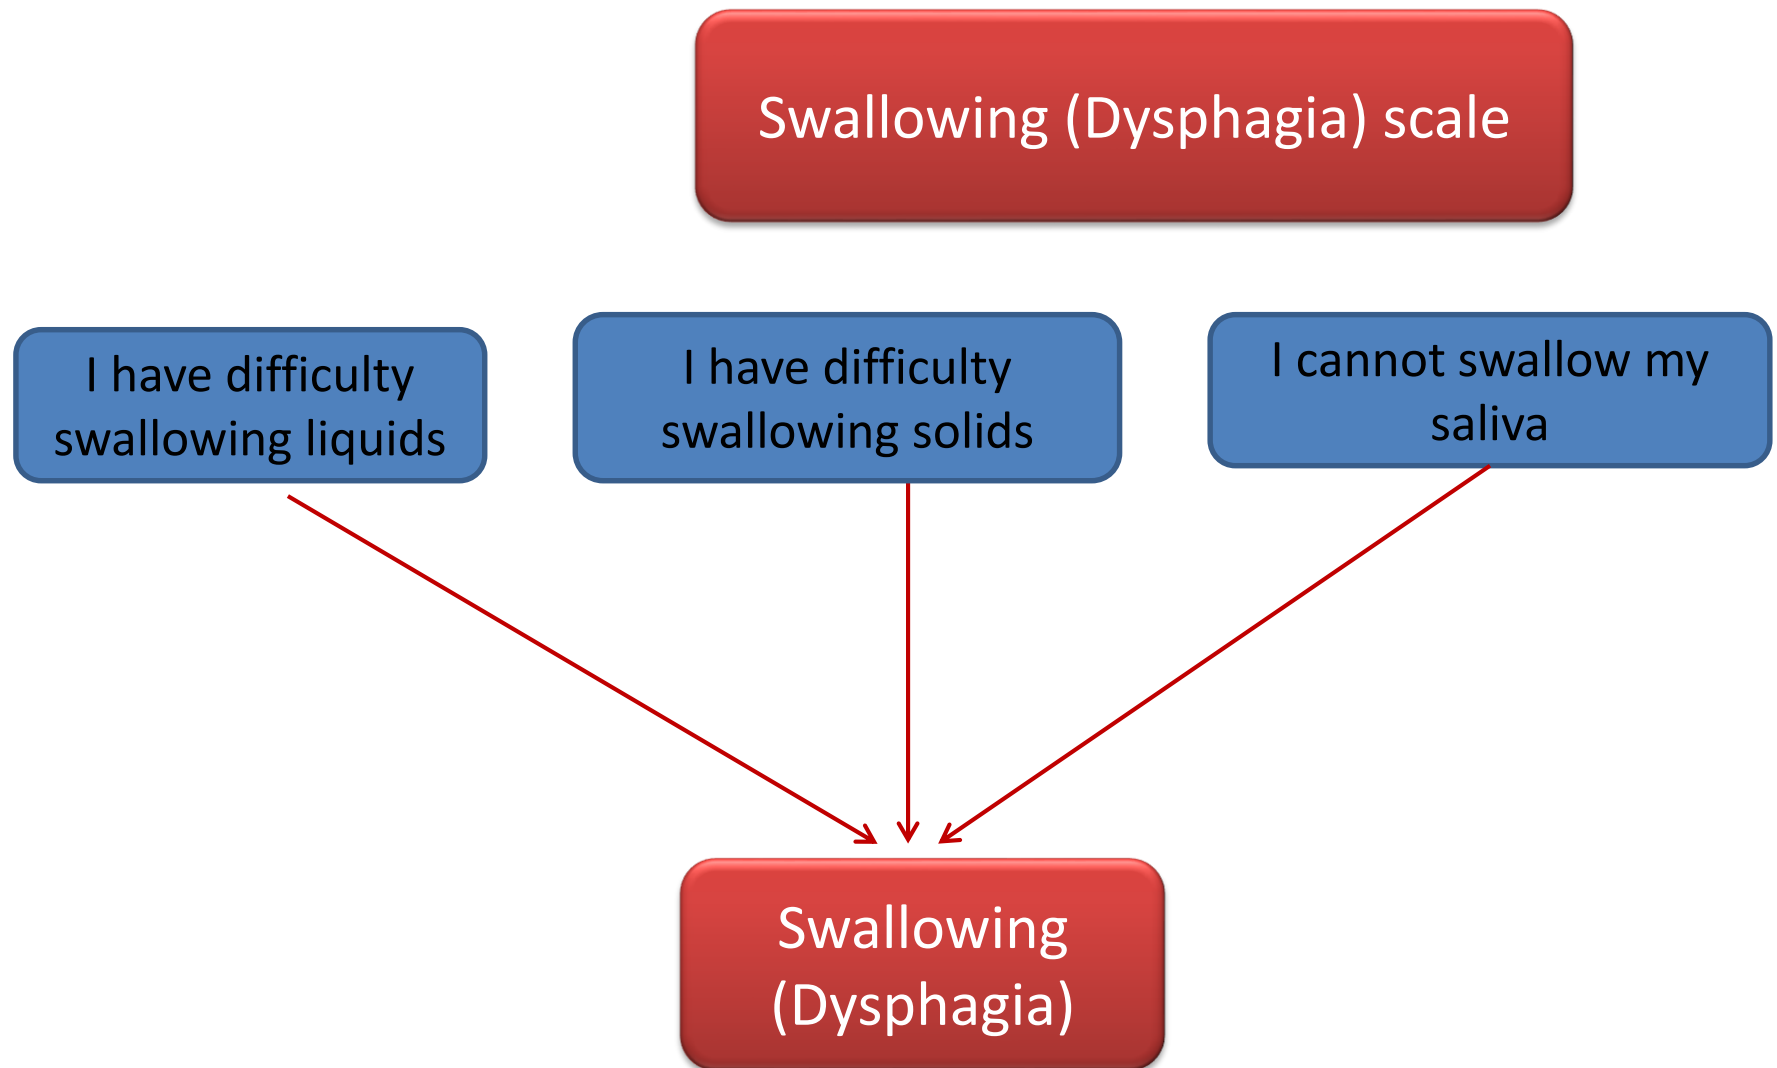 Swallowing (Dysphagia) scale
I have difficulty
swallowing liquids
I have difficulty
swallowing solids
I cannot swallow my
saliva
Swallowing
(Dysphagia)